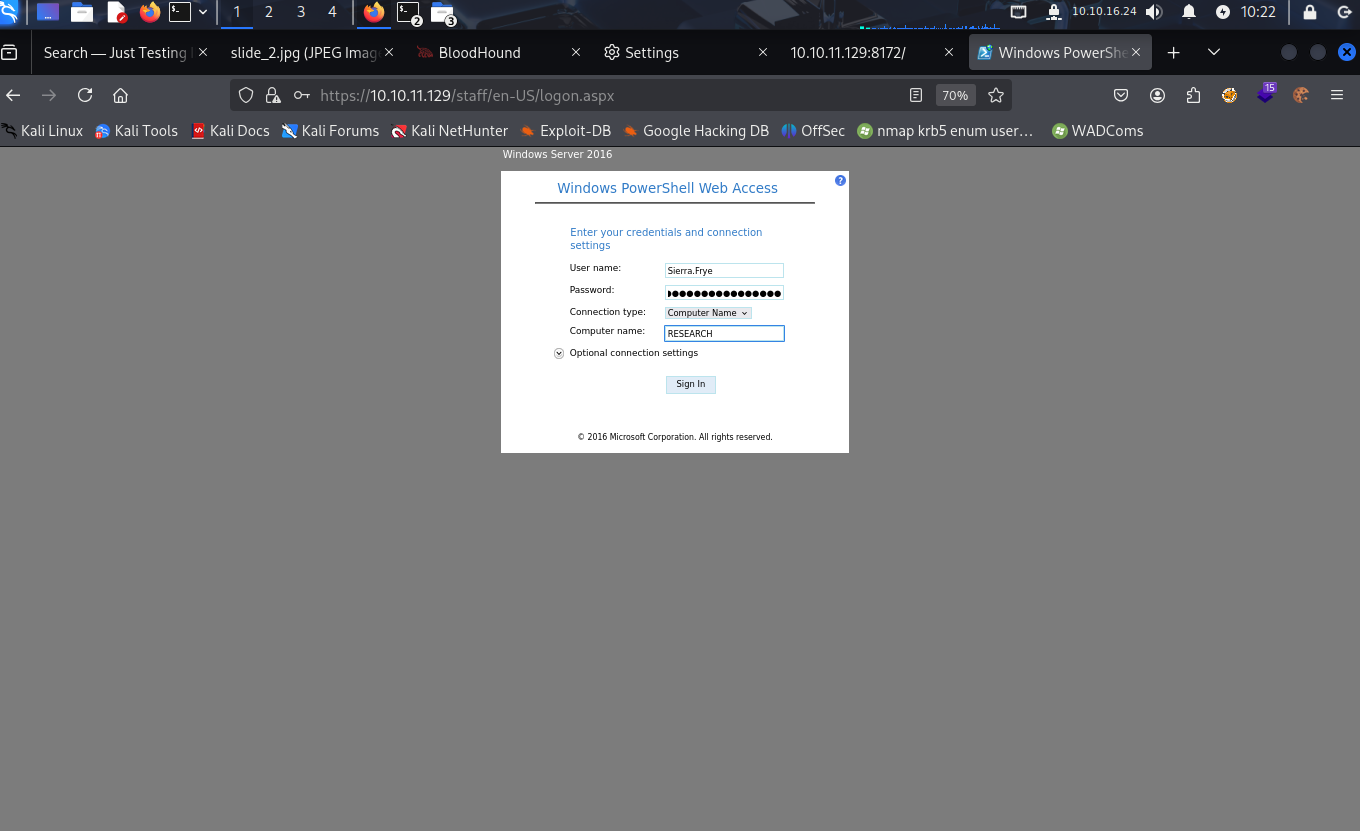 1 2 3 4 2 3 10.10.16.24 10:22
Search — Just Testing slide_2.jpg (JPEG Imag BloodHound Settings 10.10.11.129:8172/ Windows PowerShe
https://10.10.11.129/staff/en-US/logon.aspx 70% 15
Kali Linux Kali Tools Kali Docs Kali Forums Kali NetHunter Exploit-DB Google Hacking DB OffSec nmap krb5 enum user… WADComs
Windows Server 2016
Windows PowerShell Web Access ?
Enter your credentials and connection
settings
User name: Sierra.Frye
Password:
Connection type: Computer Name
Computer name: RESEARCH
Optional connection settings
Sign In
© 2016 Microsoft Corporation. All rights reserved.